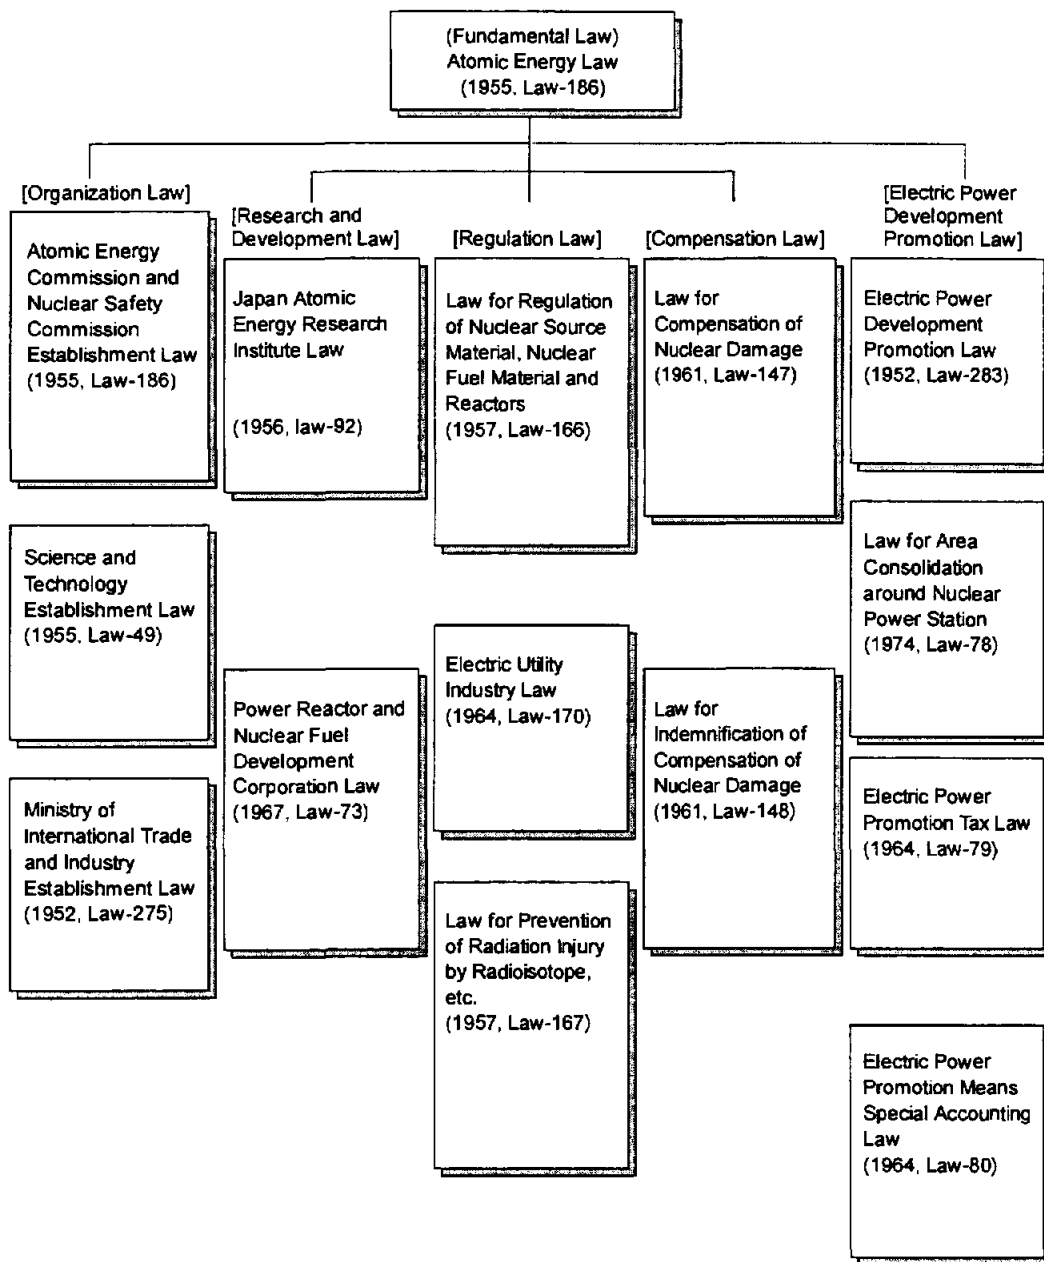 (Fundamental Law)
Atomic Energy Law
(1955, Law-186)
[Organization Law]
Atomic Energy
Commission and
Nuclear Safety
Commission
Establishment Law
(1955, Law-186)
Science and
Technology
Establishment Law
(1955, Law-49)
Ministry of
International Trade
and Industry
Establishment Law
(1952, Law-275)
[Research and
Development Law]
Japan Atomic
Energy Research
Institute Law
(1956, law-92)
Power Reactor and
Nuclear Fuel
Development
Corporation Law
(1967, Law-73)
[Regulation Law]
Law for Regulation
of Nuclear Source
Material, Nuclear
Fuel Material and
Reactors
(1957, Law-166)
Electric Utility
Industry Law
(1964, Law-170)
Law for Prevention
of Radiation Injury
by Radioisotope,
etc.
(1957, Law-167)
[Compensation Law]
Law for
Compensation of
Nuclear Damage
(1961, Law-147)
Law for
Indemnification of
Compensation of
Nuclear Damage
(1961, Law-148)
[Electric Power
Development
Promotion Law]
Electric Power
Development
Promotion Law
(1952, Law-283)
Law for Area
Consolidation
around Nuclear
Power Station
(1974, Law-78)
Electric Power
Promotion Tax Law
(1964, Law-79)
Electric Power
Promotion Means
Special Accounting
Law
(1964, Law-80)